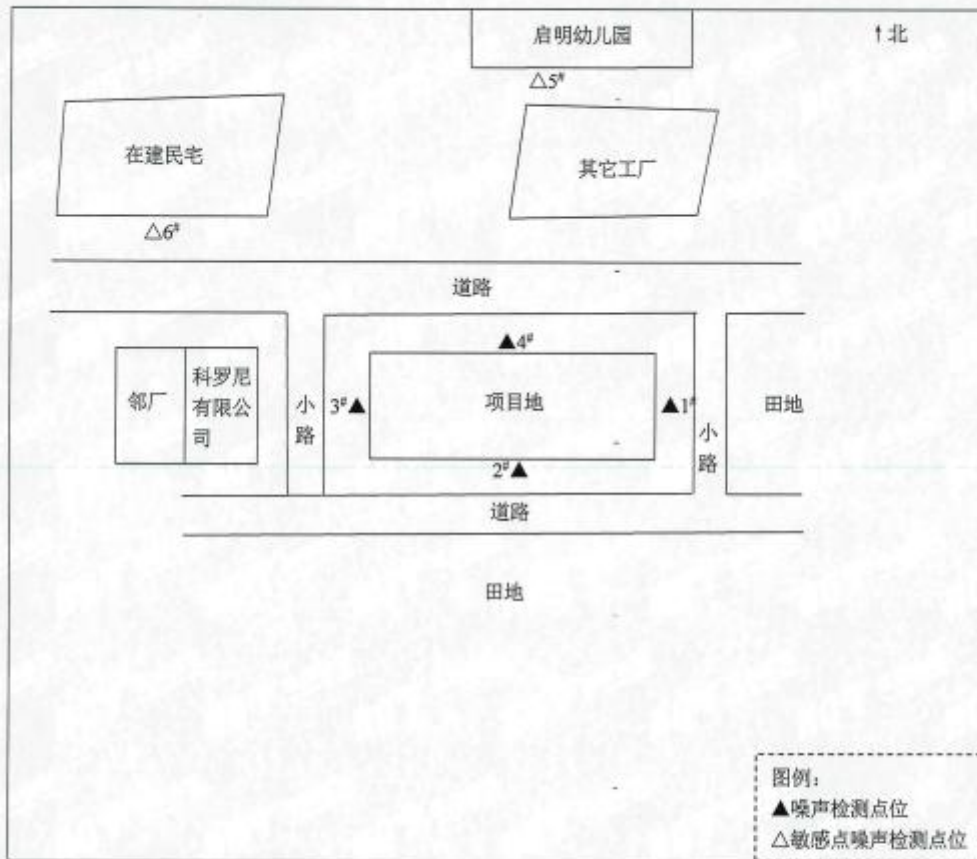 启明幼儿园
↑北
△5#
在建民宅
其它工厂
△6#
道路
▲4#
邻厂
科罗尼
有限公
司
小
路
3#▲
项目地
▲1#
小
路
田地
2#▲
道路
田地
图例：
▲噪声检测点位
△敏感点噪声检测点位